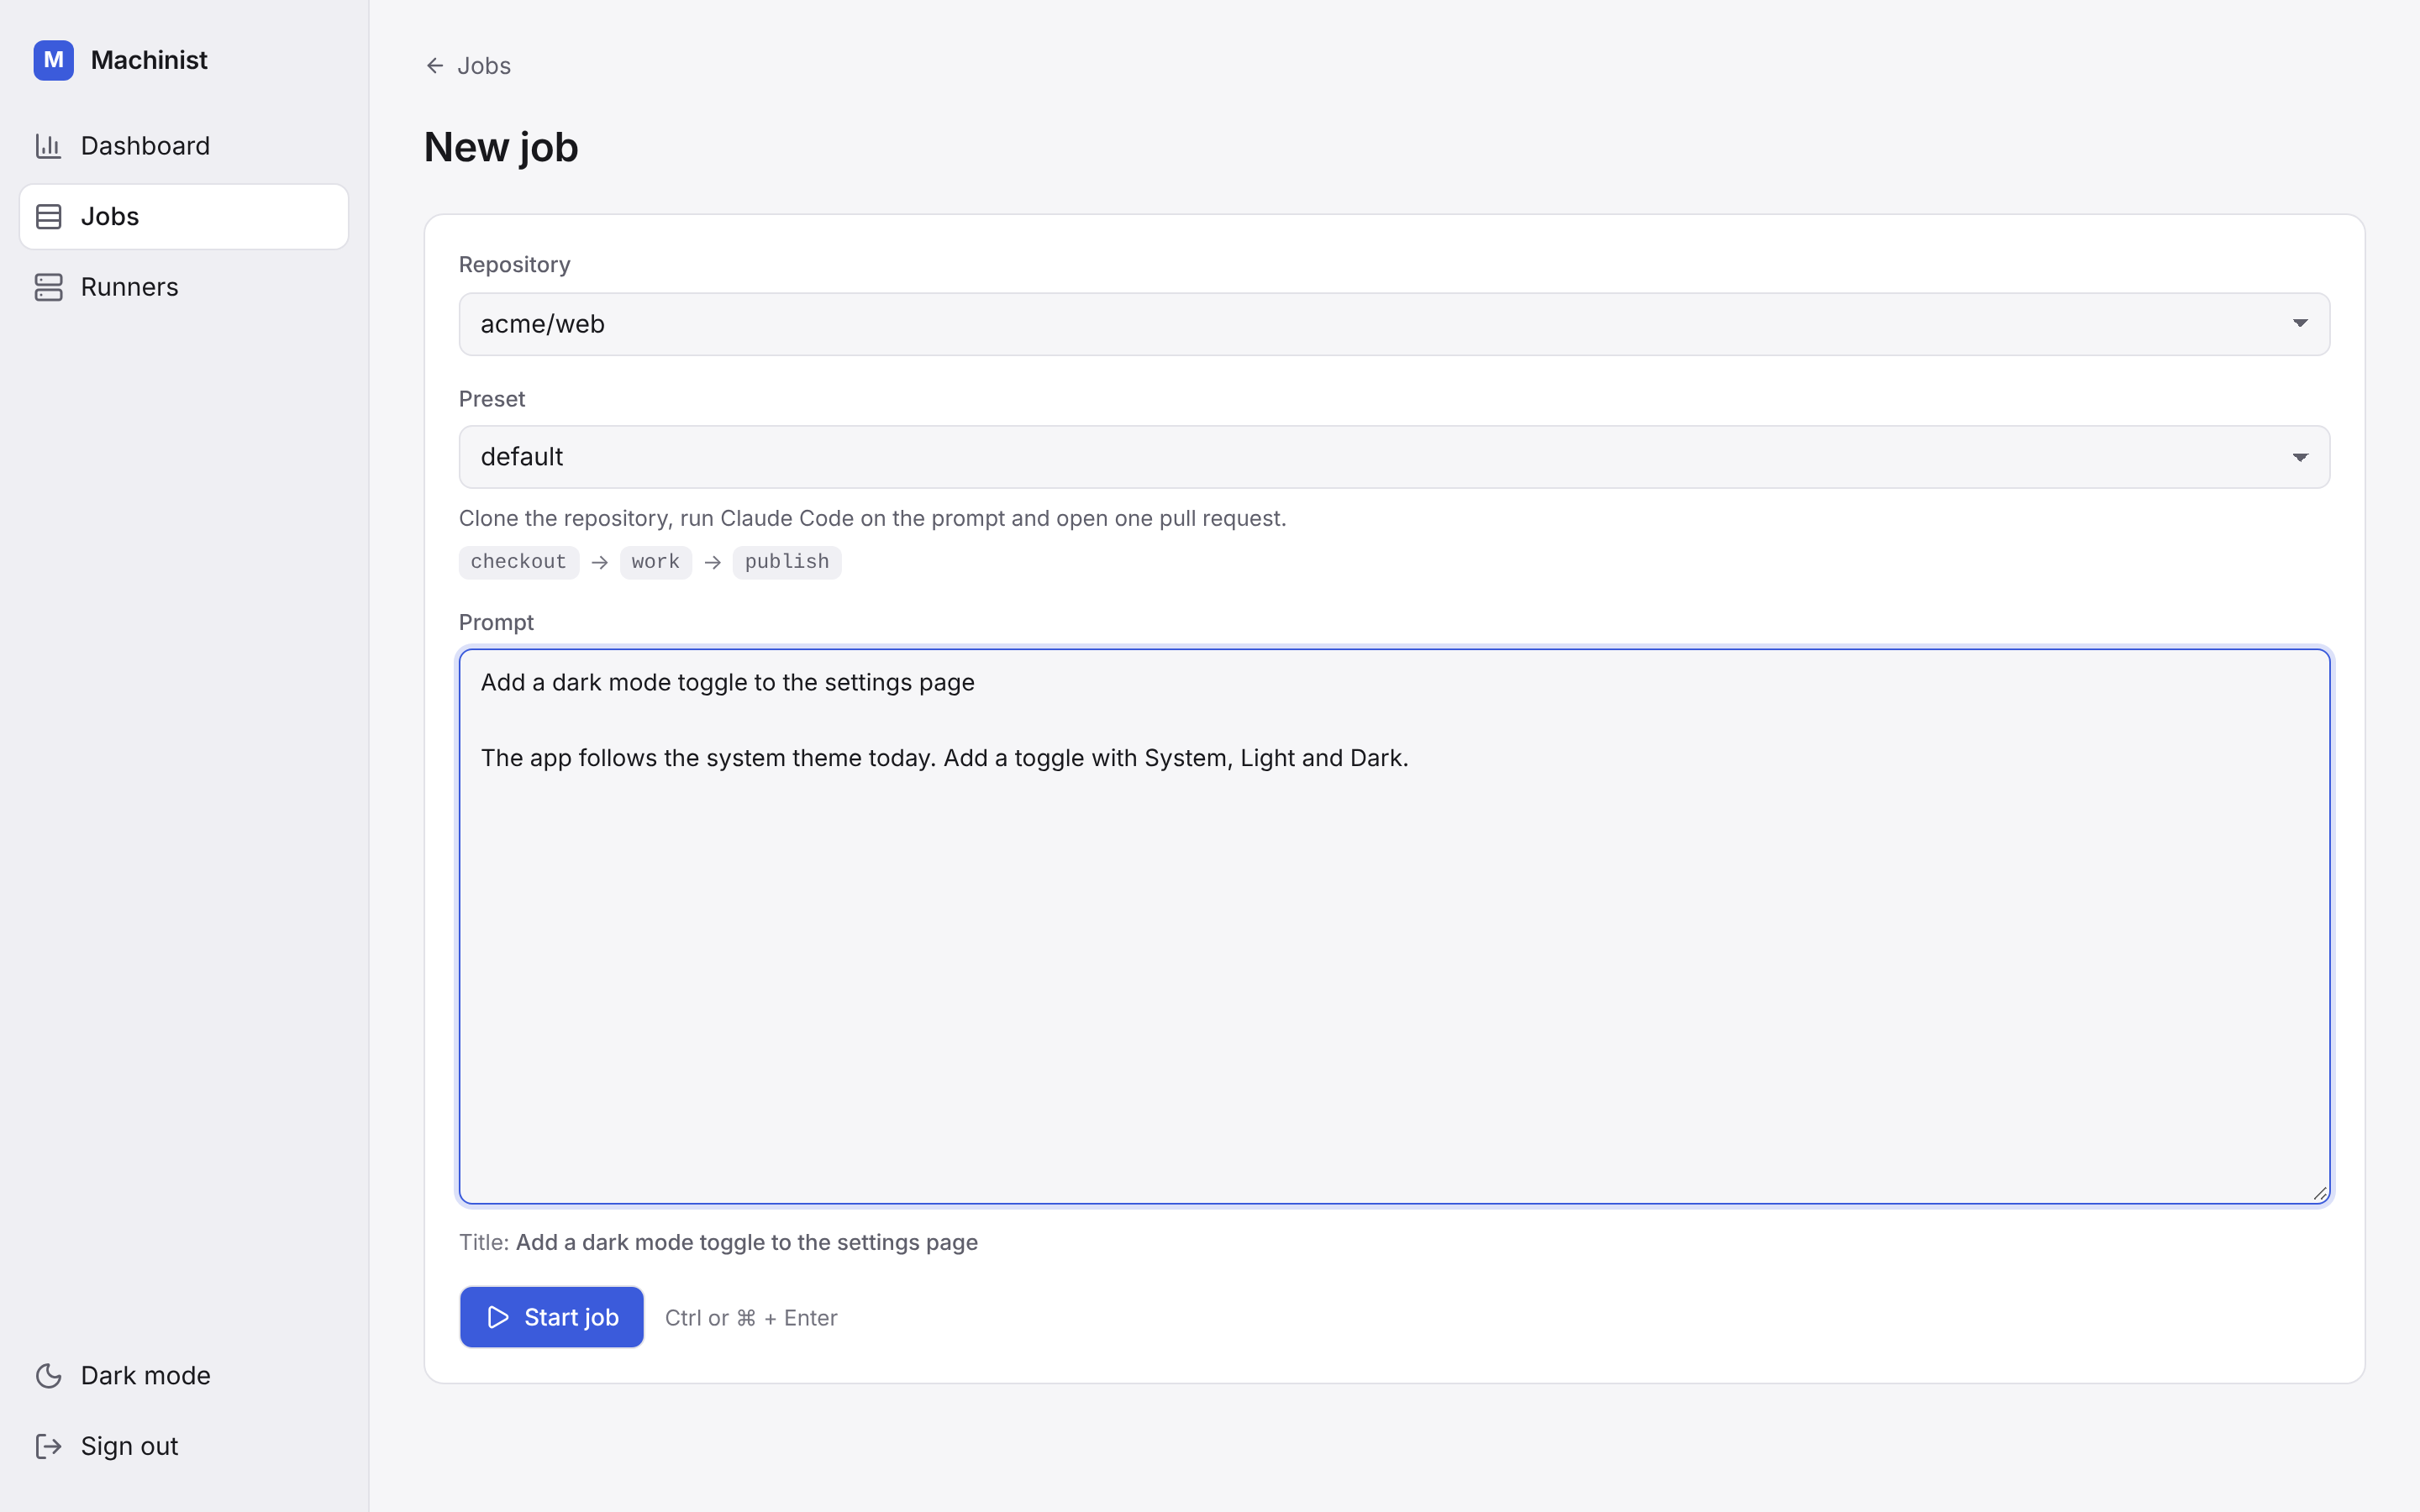 M Machinist
Dashboard
Jobs
Runners
Dark mode
Sign out
← Jobs
New job
Repository
acme/web
Preset
default
Clone the repository, run Claude Code on the prompt and open one pull request.
checkout → work → publish
Prompt
Add a dark mode toggle to the settings page
The app follows the system theme today. Add a toggle with System, Light and Dark.
Title: Add a dark mode toggle to the settings page
Start job Ctrl or ⌘ + Enter